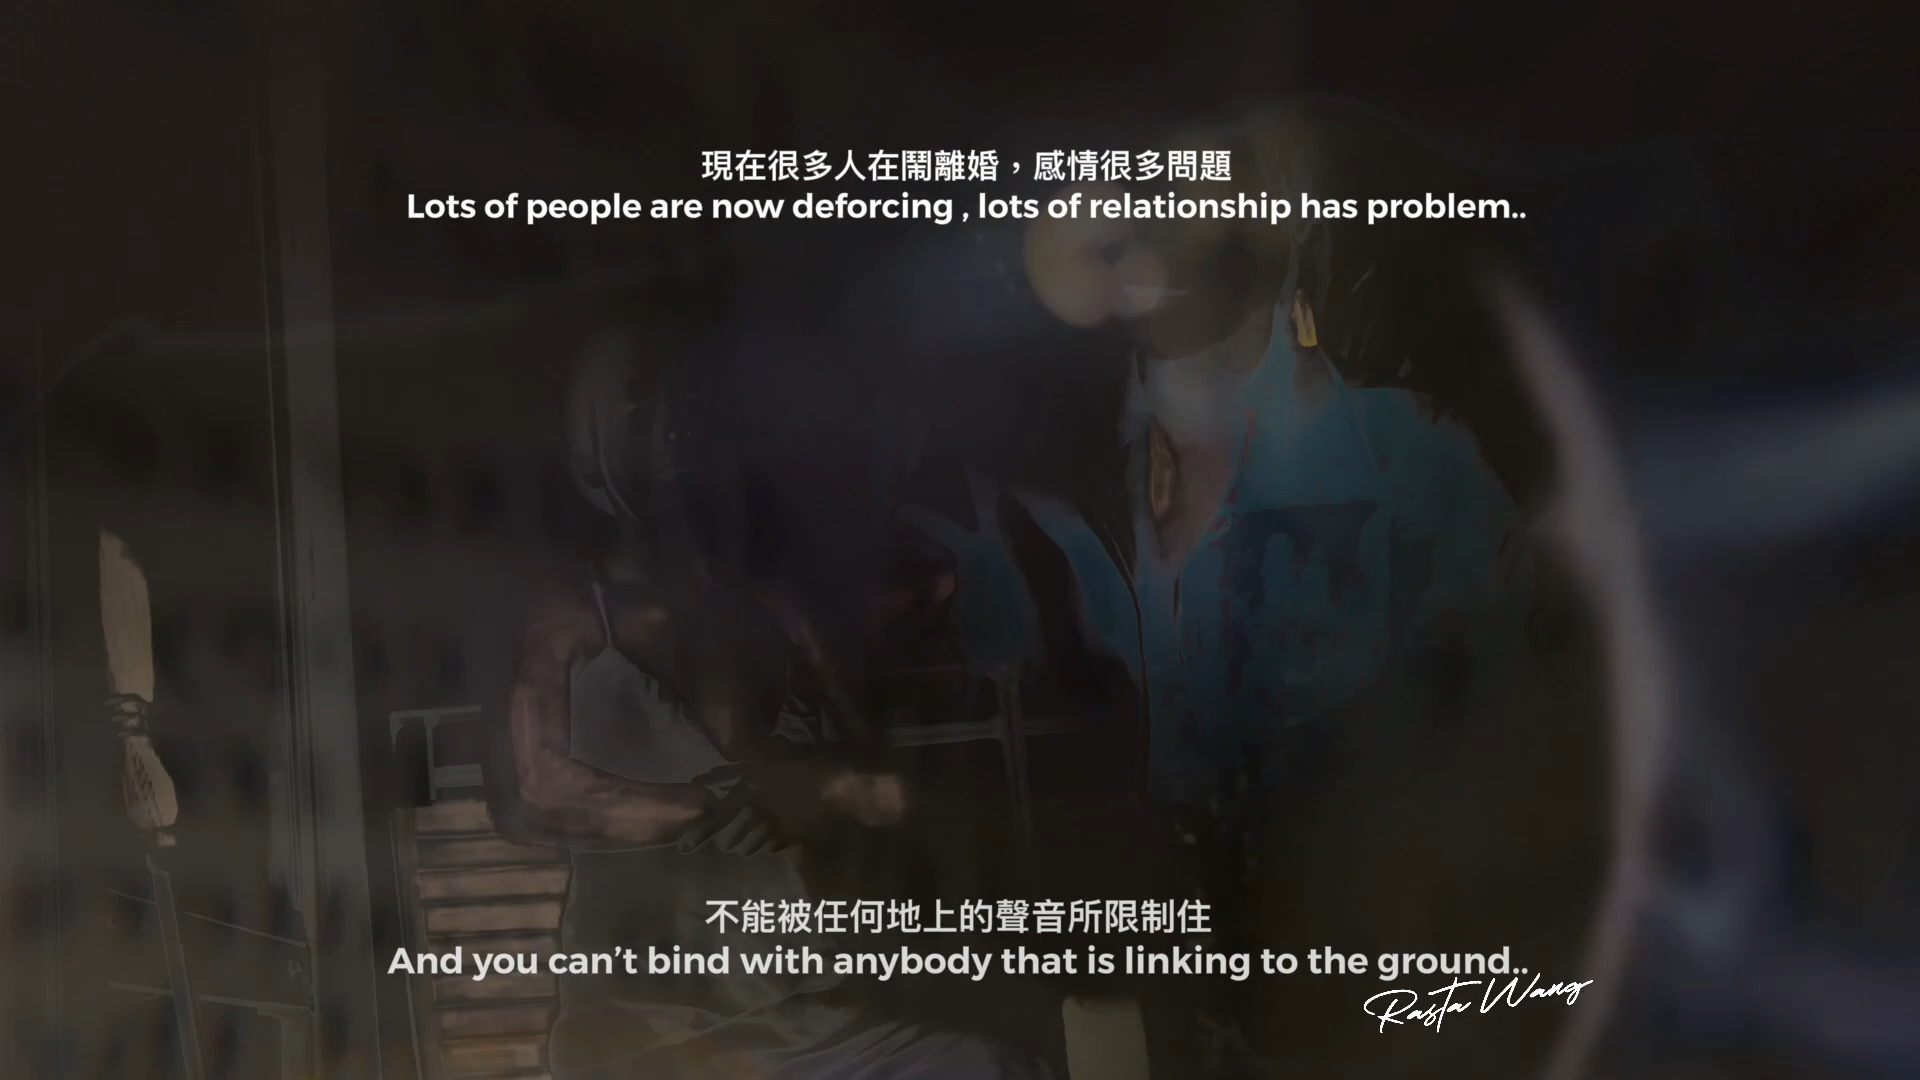 現在很多人在鬧離婚，感情很多問題
Lots of people are now deforcing , lots of relationship has problem..
不能被任何地上的聲音所限制住
And you can’t bind with anybody that is linking to the ground..
Rasta Wang